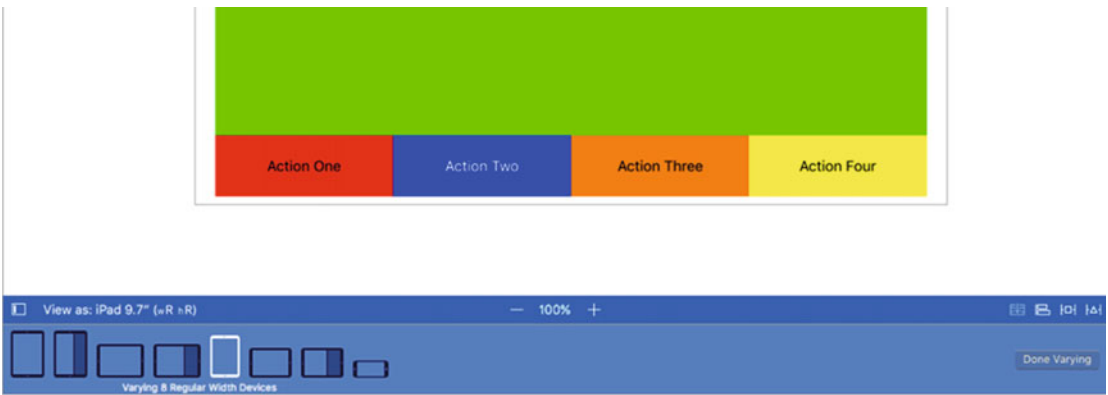 Action One Action Two Action Three Action Four
View as: iPad 9.7" (wR hR) — 100% +
Varying 8 Regular Width Devices
Done Varying